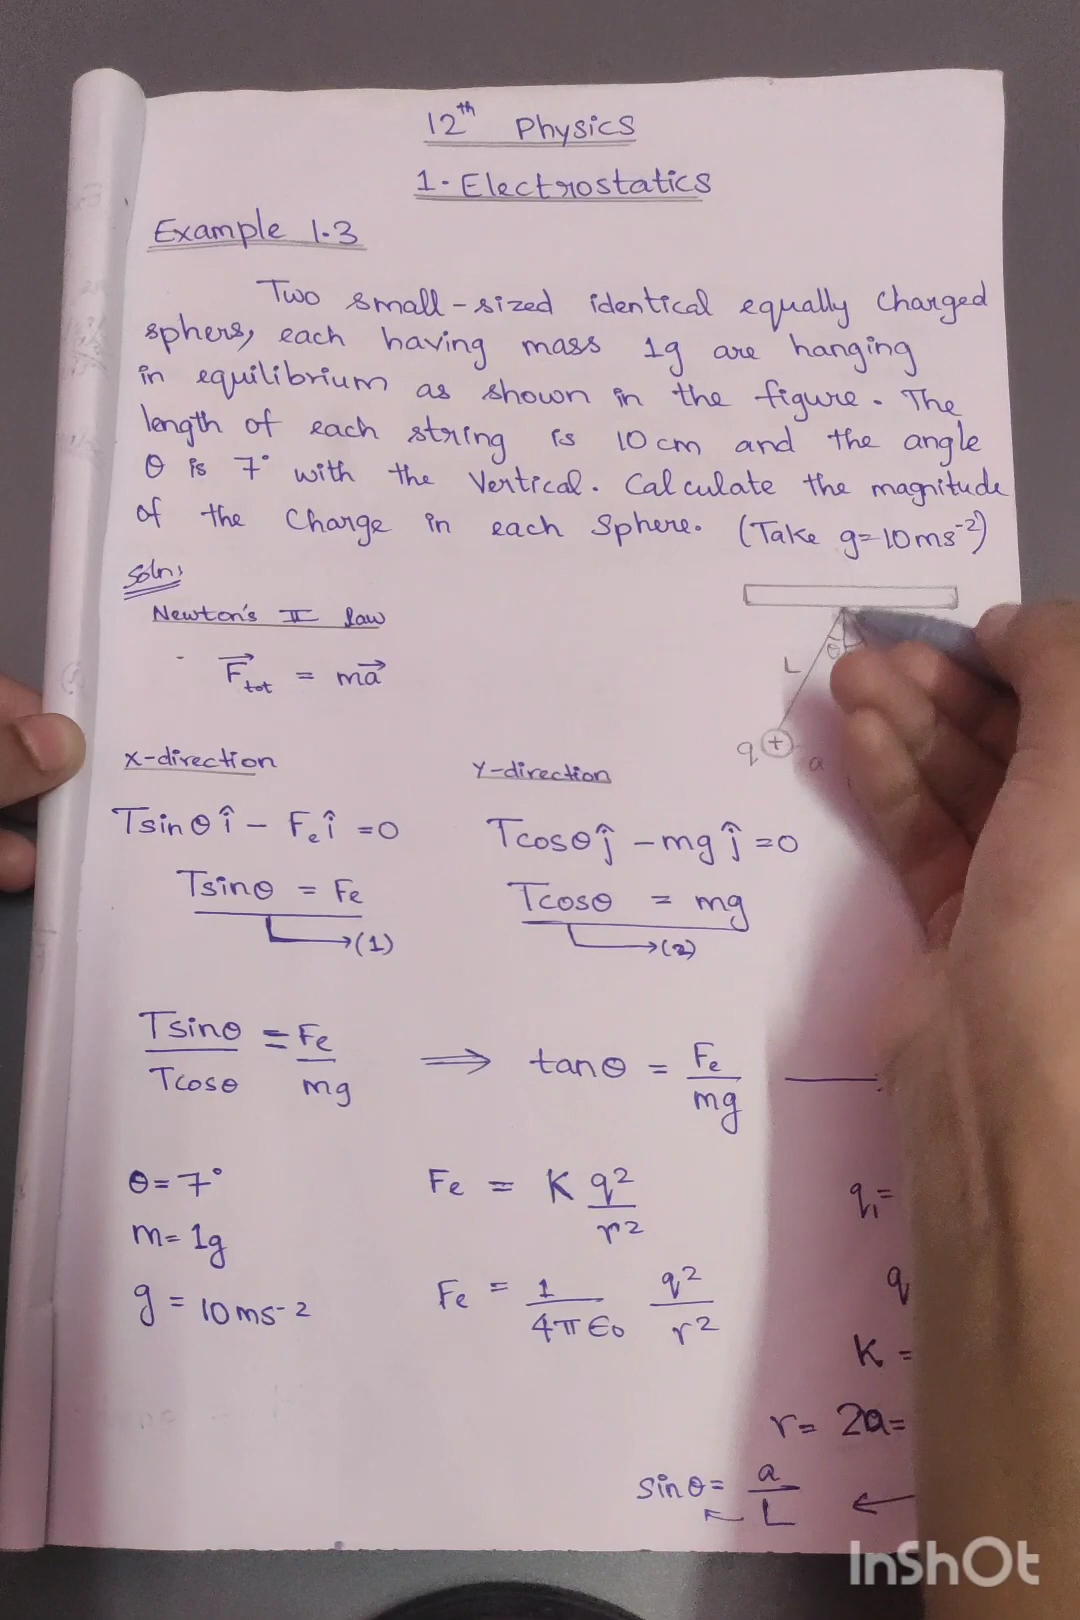 12th Physics
1. Electrostatics
Example 1.3
Two small-sized identical equally charged
sphers, each having mass 1g are hanging
in equilibrium as shown in the figure. The
length of each string is 10cm and the angle
θ is 7° with the Vertical. Calculate the magnitude
of the Charge in each Sphere. (Take g=10ms⁻²)
Soln:
Newton's II law
F⃗tot = ma⃗
θ
L
q + a
X-direction
Y-direction
Tsinθ î - Fe î =0
Tcosθ ĵ - mg ĵ =0
Tsinθ = Fe
Tcosθ = mg
→(1)
→(2)
Tsinθ/Tcosθ = Fe/mg ⟹ tanθ = Fe/mg
θ=7°
Fe = K q²/r²
q₁=
m=1g
Fe = 1/4πϵ₀ q²/r²
q
g = 10ms-2
K =
r= 2a=
sinθ= a/L ←
InShOt